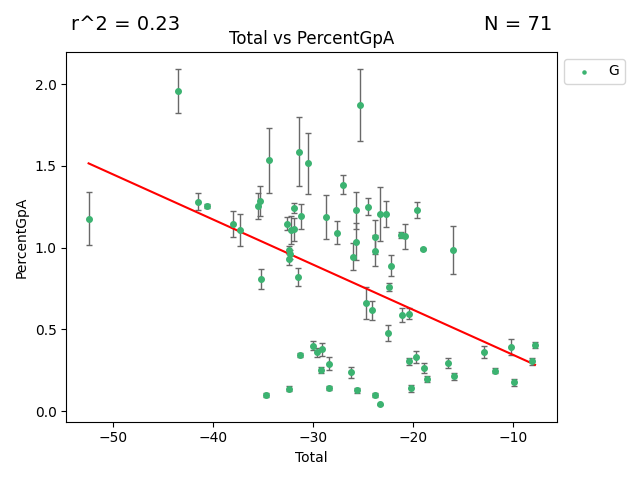 r^2 = 0.23
N = 71
Total vs PercentGpA
G
PercentGpA
2.0
1.5
1.0
0.5
0.0
−50
−40
−30
−20
−10
Total